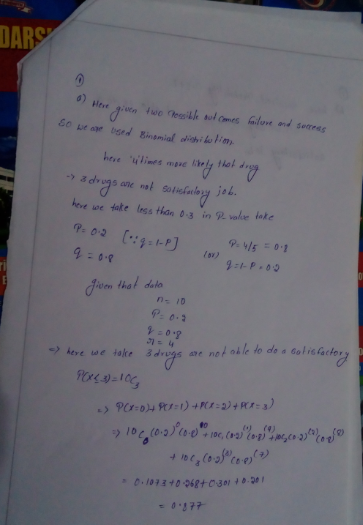 DARSH
①
a) Here given two possible outcomes failure and success
So we are used Binomial distribution.
here '4 times more likely that drug
→ 3 drugs are not satisfactory job.
here we take less than 0.3 in P value take
P = 0.2 [∵ q = 1-P]
q = 0.8
(or)
P = 4/5 = 0.8
q = 1-P = 0.2
given that data
n = 10
P = 0.2
q = 0.8
x = 4
⇒ here we take 3 drugs are not able to do a satisfactory
P(X≤3) = 10C₃
⇒ P(X=0) + P(X=1) + P(X=2) + P(X=3)
⇒ 10C₀(0.2)⁰(0.8)⁽¹⁰⁾ + 10C₁(0.2)⁽¹⁾(0.8)⁽⁹⁾ + 10C₂(0.2)⁽²⁾(0.8)⁽⁸⁾
+ 10C₃(0.2)⁽³⁾(0.8)⁽⁷⁾
= 0.1073 + 0.268 + 0.301 + 0.201
= 0.877